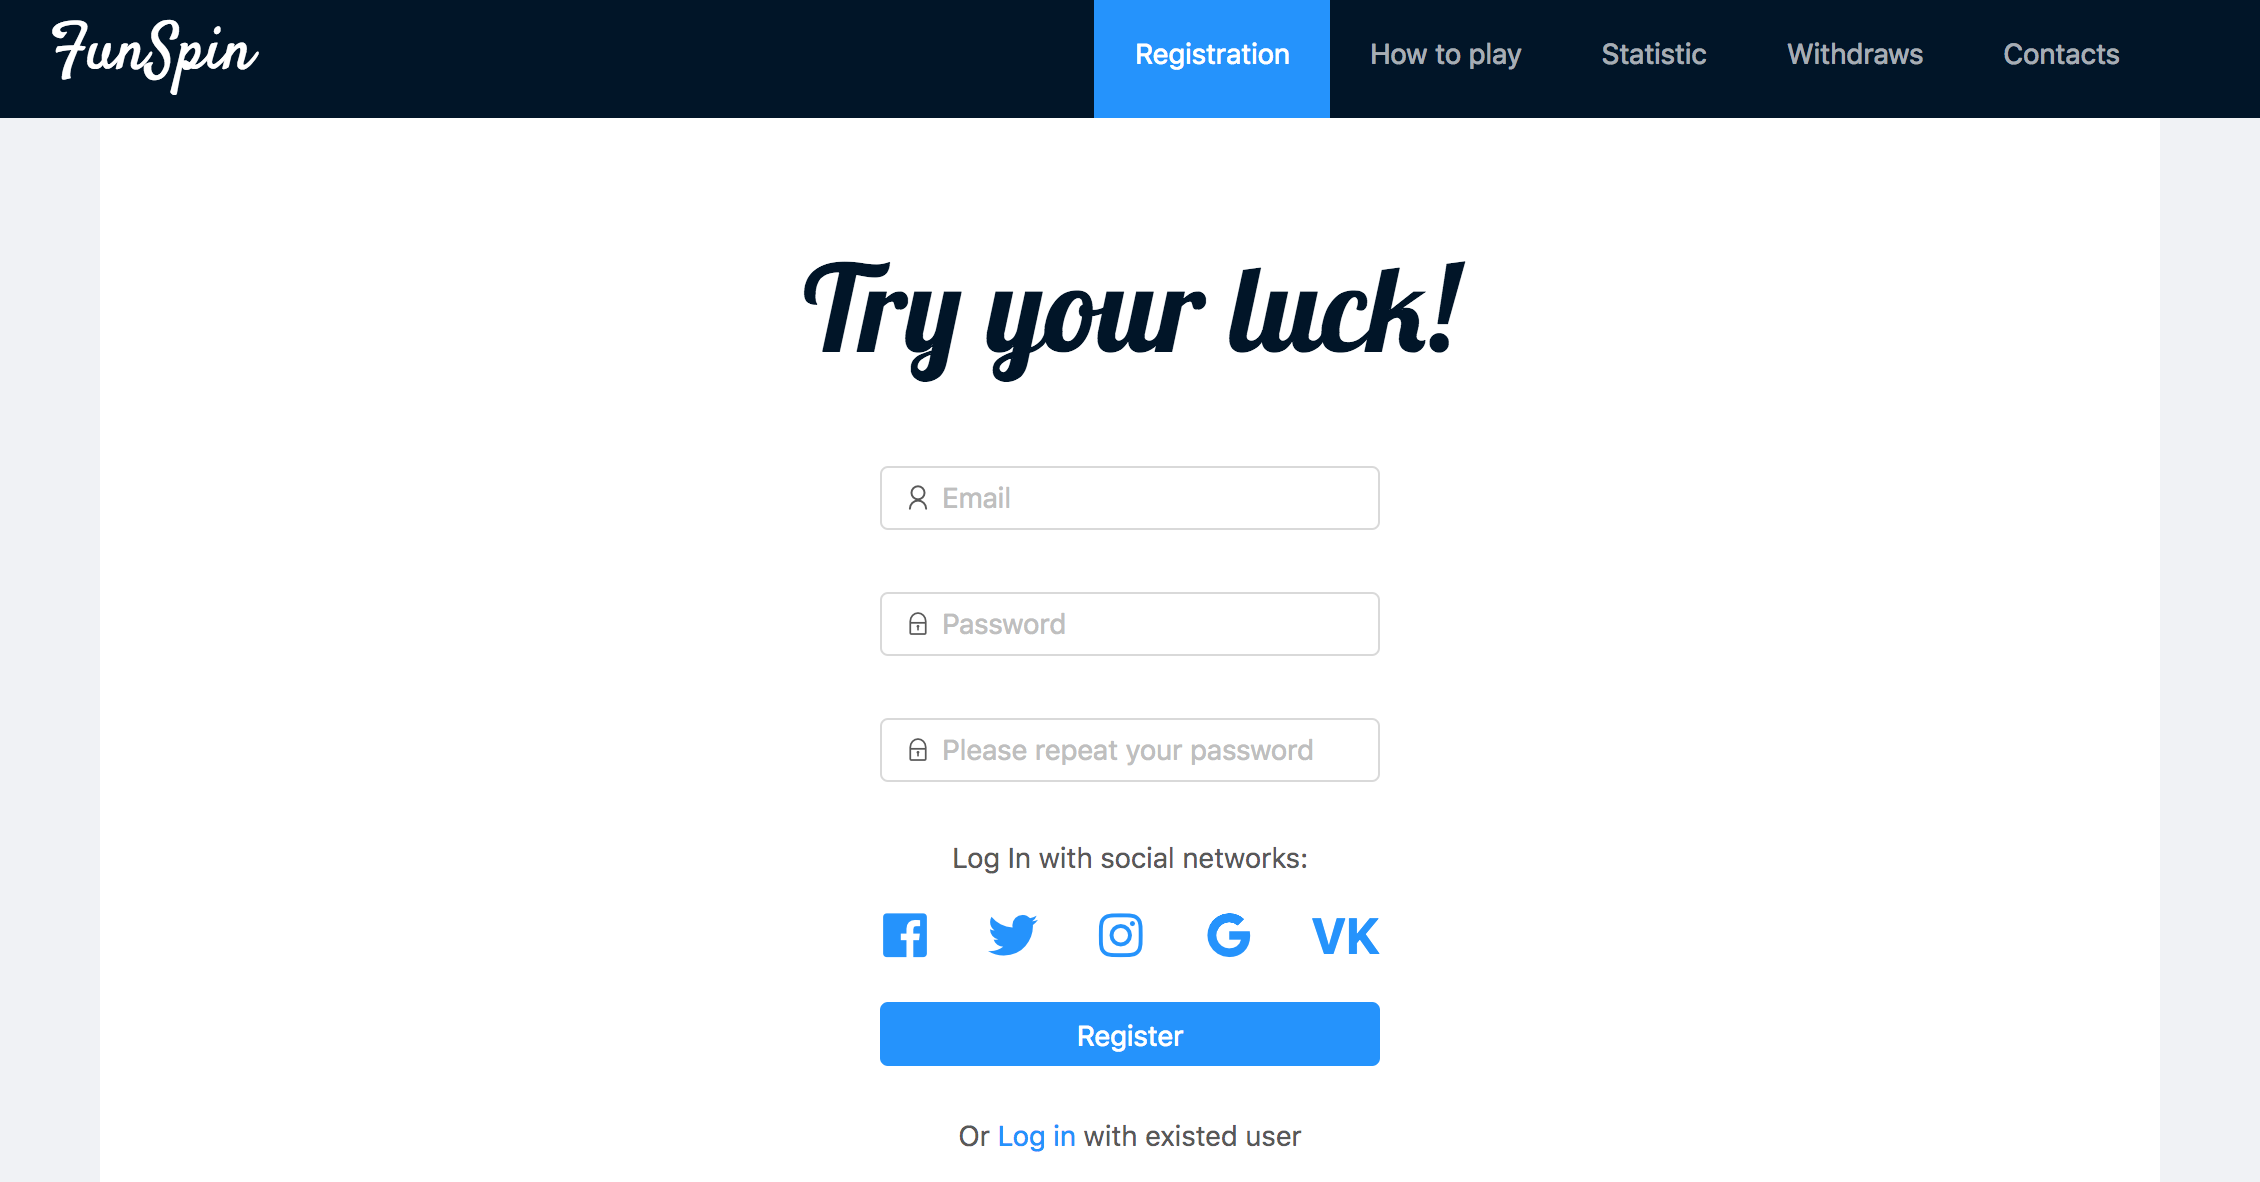 FunSpin
Registration
How to play
Statistic
Withdraws
Contacts
Try your luck!
Email
Password
Please repeat your password
Log In with social networks:
VK
Register
Or Log in with existed user